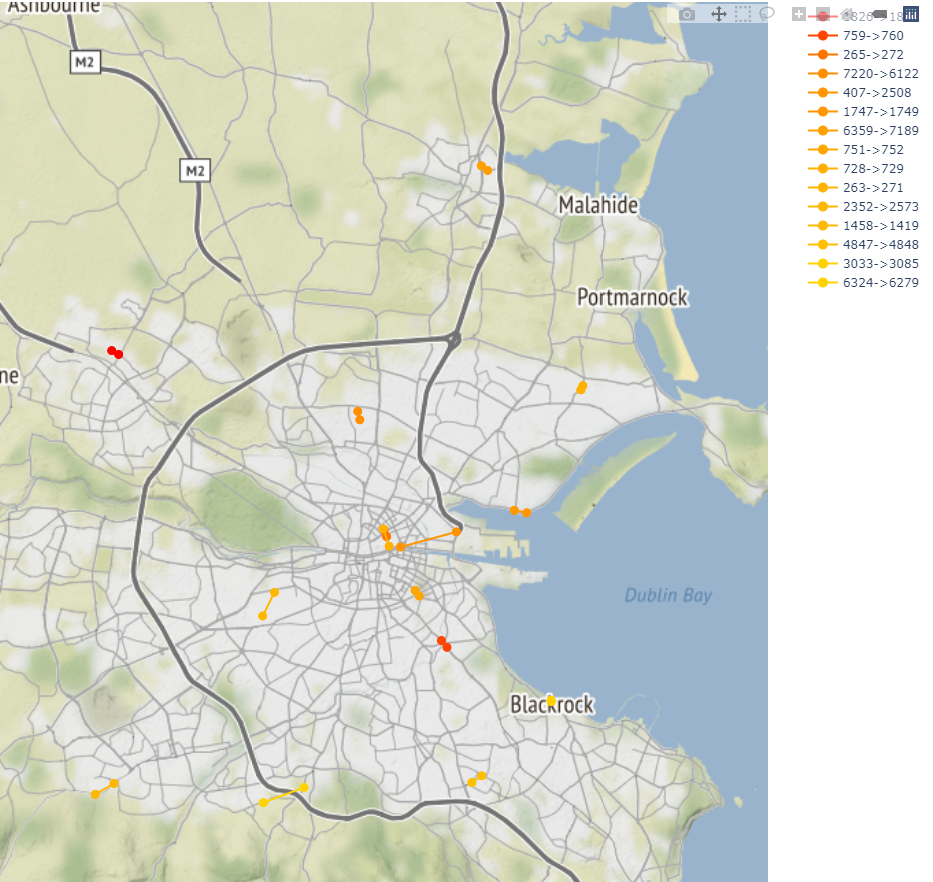 Ashbourne
M2
M2
Malahide
Portmarnock
ne
Dublin Bay
Blackrock
759->760
265->272
7220->6122
407->2508
1747->1749
6359->7189
751->752
728->729
263->271
2352->2573
1458->1419
4847->4848
3033->3085
6324->6279